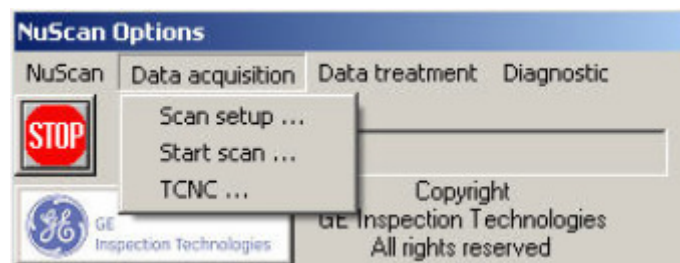 NuScan Options
NuScan Data acquisition Data treatment Diagnostic
STOP
Scan setup ...
Start scan ...
TCNC ...
GE
Inspection Technologies
Copyright
GE Inspection Technologies
All rights reserved